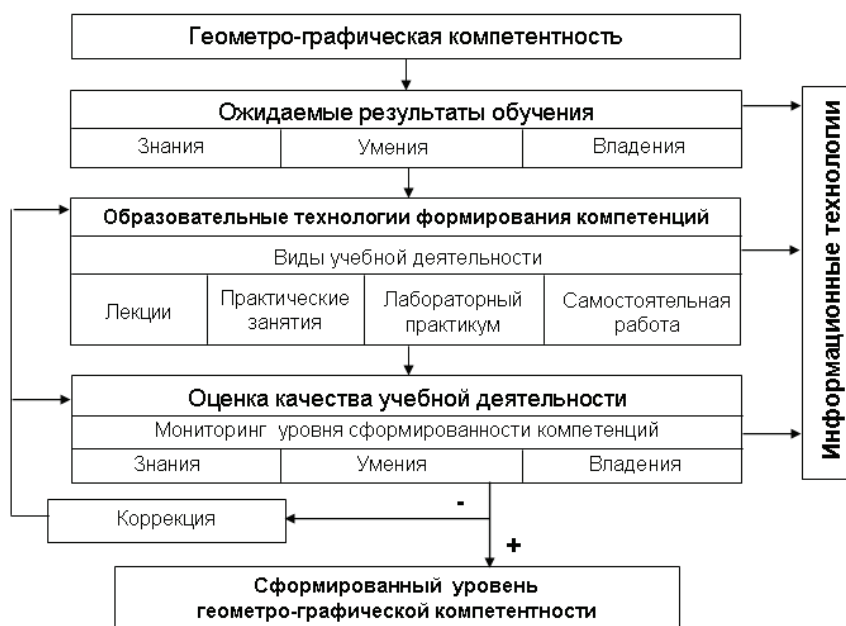 Геометро-графическая компетентность
Ожидаемые результаты обучения
Знания
Умения
Владения
Образовательные технологии формирования компетенций
Виды учебной деятельности
Лекции
Практические
занятия
Лабораторный
практикум
Самостоятельная
работа
Оценка качества учебной деятельности
Мониторинг уровня сформированности компетенций
Знания
Умения
Владения
-
Коррекция
+
Сформированный уровень
геометро-графической компетентности
Информационные технологии